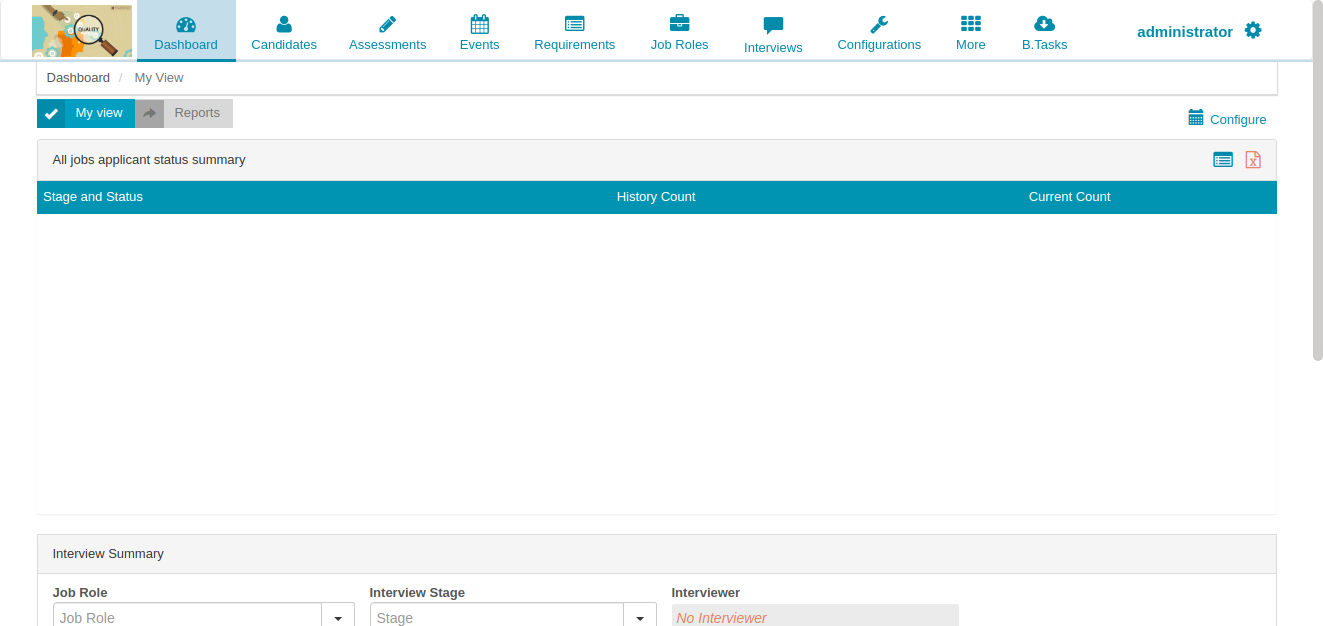 QUALITY
Dashboard
Candidates
Assessments
Events
Requirements
Job Roles
Interviews
Configurations
More
B.Tasks
administrator
Dashboard / My View
My view
Reports
Configure
All jobs applicant status summary
Stage and Status History Count Current Count
Interview Summary
Job Role Interview Stage Interviewer
Job Role Stage No Interviewer